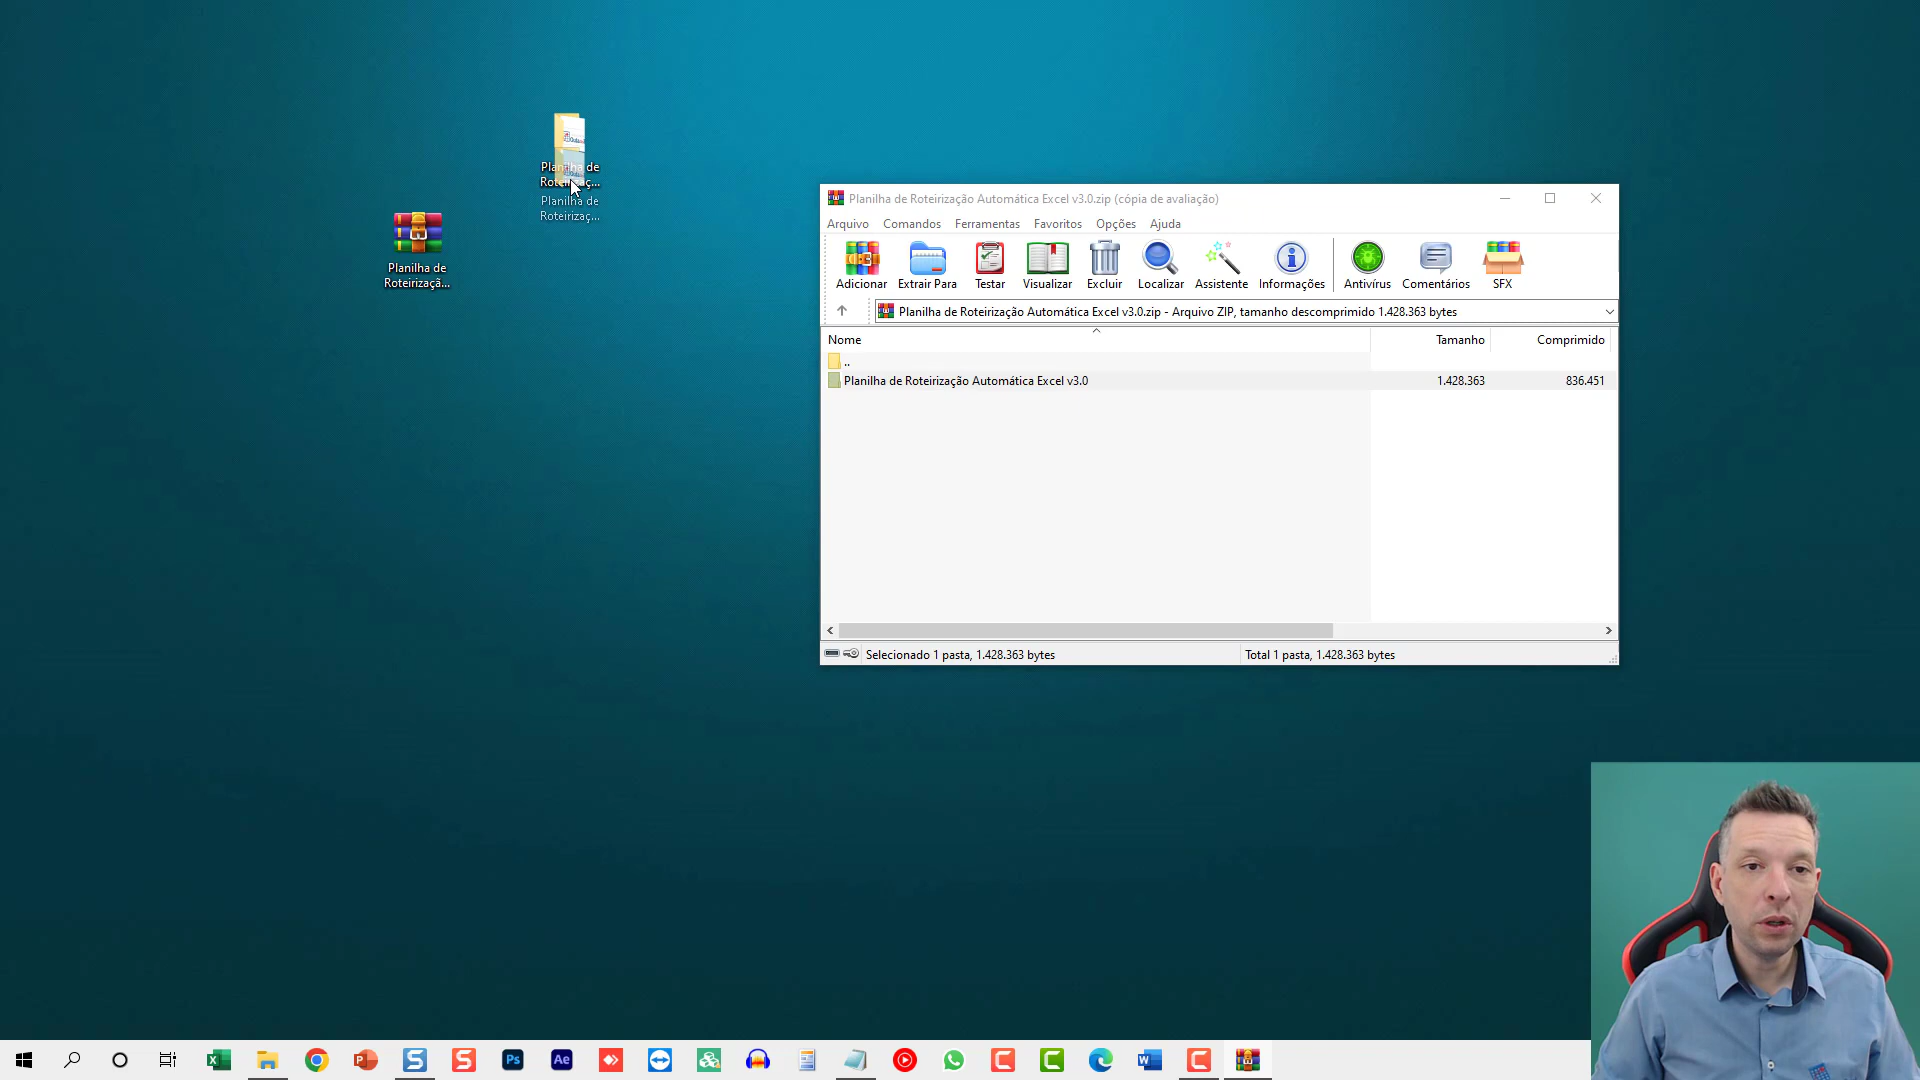 Planilha de
Roteirizaç...
Planilha de
Roteirizaç...
Planilha de
Roteirizaçã...
Planilha de Roteirização Automática Excel v3.0.zip (cópia de avaliação)
Arquivo Comandos Ferramentas Favoritos Opções Ajuda
Adicionar Extrair Para Testar Visualizar Excluir Localizar Assistente Informações Antivírus Comentários SFX
Planilha de Roteirização Automática Excel v3.0.zip - Arquivo ZIP, tamanho descomprimido 1.428.363 bytes
Nome Tamanho Comprimido
..
Planilha de Roteirização Automática Excel v3.0 1.428.363 836.451
Selecionado 1 pasta, 1.428.363 bytes Total 1 pasta, 1.428.363 bytes